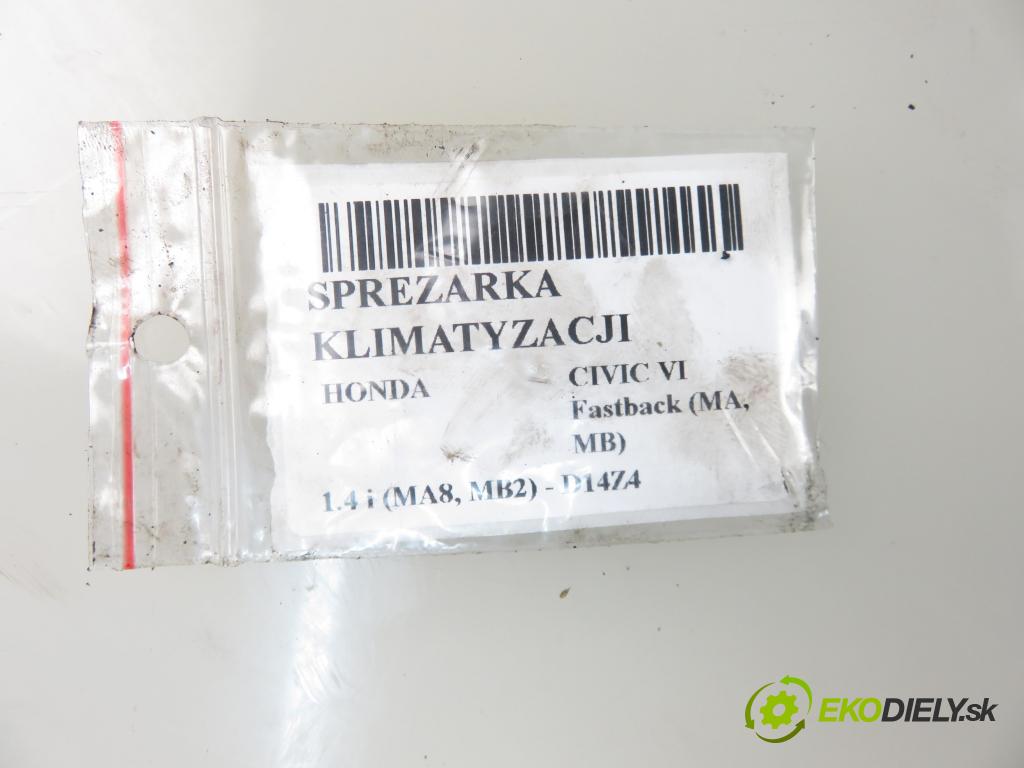 SPREZARKA
KLIMATYZACJI
HONDA
CIVIC VI
Fastback (MA,
MB)
1.4 i (MA8, MB2) - D14Z4
EKODIELY.sk